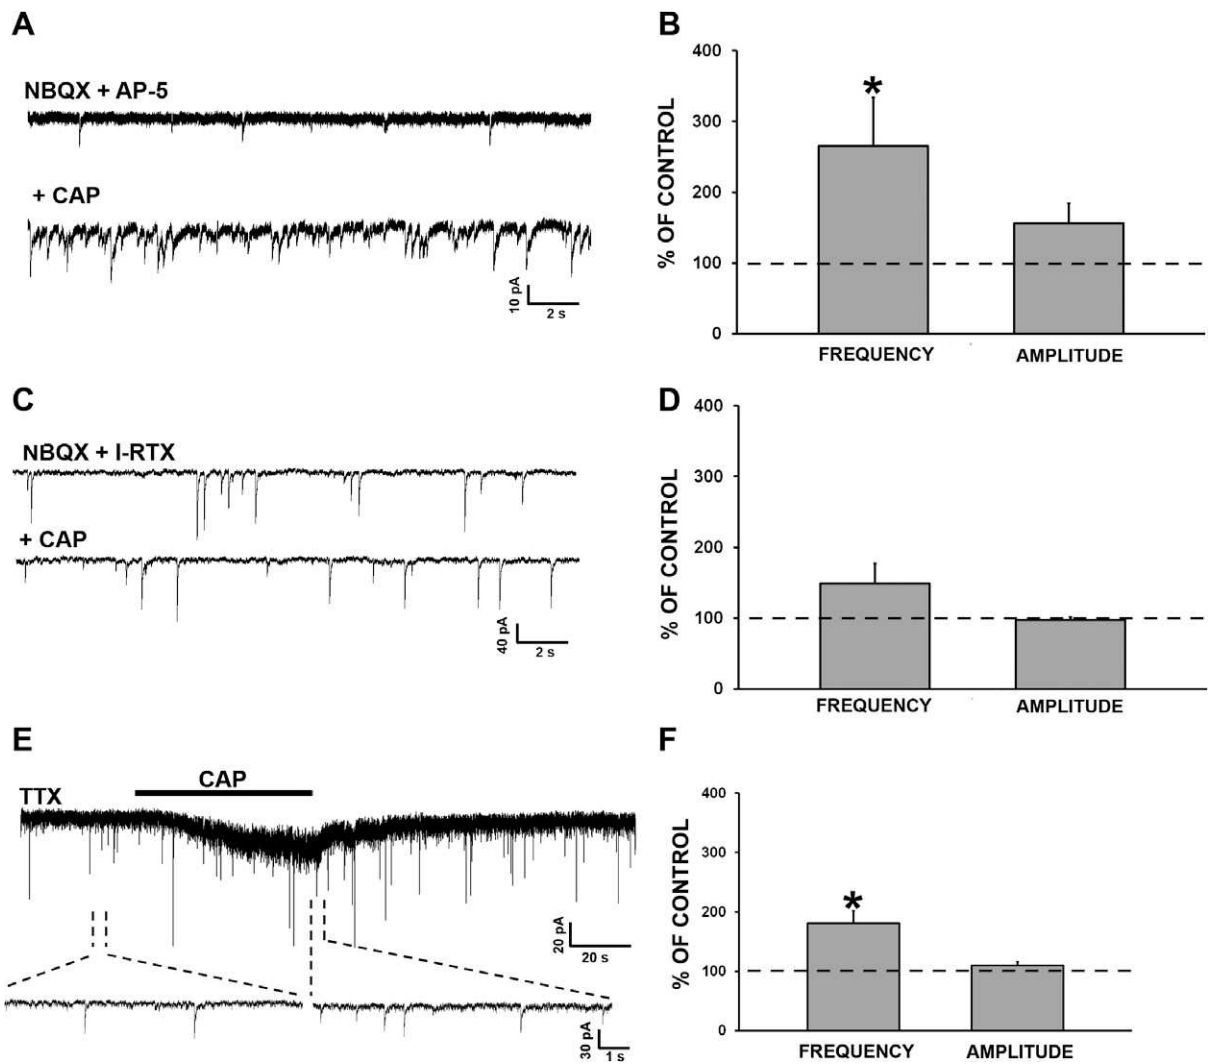 A
NBQX + AP-5
+ CAP
10 pA
2 s
B
% OF CONTROL
400
300
200
100
0
*
FREQUENCY
AMPLITUDE
C
NBQX + I-RTX
+ CAP
40 pA
2 s
D
% OF CONTROL
400
300
200
100
0
FREQUENCY
AMPLITUDE
E
CAP
TTX
20 pA
20 s
30 pA
1 s
F
% OF CONTROL
400
300
200
100
0
*
FREQUENCY
AMPLITUDE